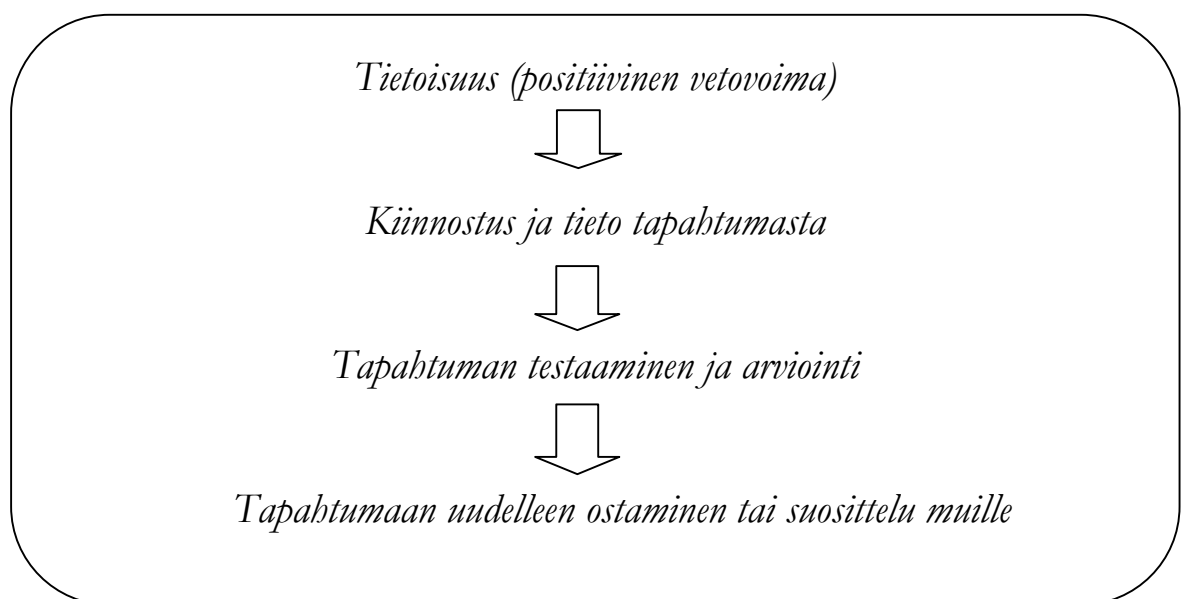 Tietoisuus (positiivinen vetovoima)
Kiinnostus ja tieto tapahtumasta
Tapahtuman testaaminen ja arviointi
Tapahtumaan uudelleen ostaminen tai suosittelu muille